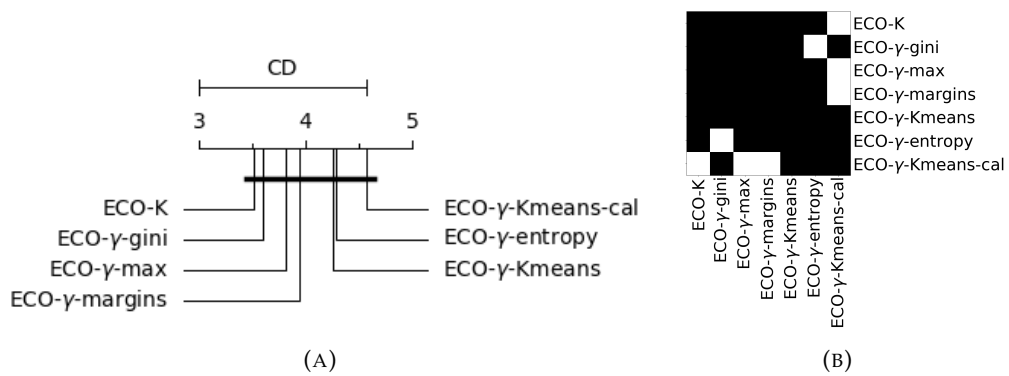 CD
3 4 5
ECO-K
ECO-γ-gini
ECO-γ-max
ECO-γ-margins
ECO-γ-Kmeans-cal
ECO-γ-entropy
ECO-γ-Kmeans
(A)
ECO-K
ECO-γ-gini
ECO-γ-max
ECO-γ-margins
ECO-γ-Kmeans
ECO-γ-entropy
ECO-γ-Kmeans-cal
ECO-K
ECO-γ-gini
ECO-γ-max
ECO-γ-margins
ECO-γ-Kmeans
ECO-γ-entropy
ECO-γ-Kmeans-cal
(B)